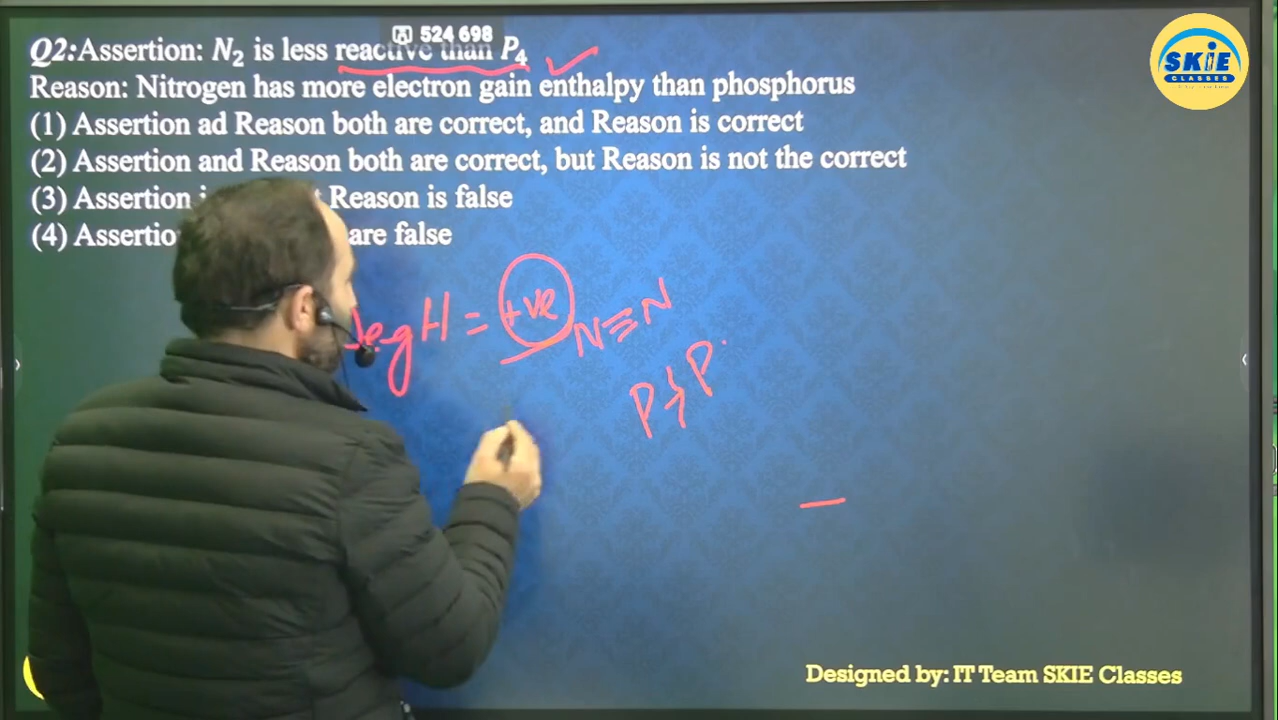 524 698
Q2:Assertion: N₂ is less reactive than P₄
Reason: Nitrogen has more electron gain enthalpy than phosphorus
(1) Assertion ad Reason both are correct, and Reason is correct
(2) Assertion and Reason both are correct, but Reason is not the correct
(3) Assertion Reason is false
(4) are false
egH = +ve
N≡N
P P
SKiE
CLASSES
Designed by: IT Team SKIE Classes